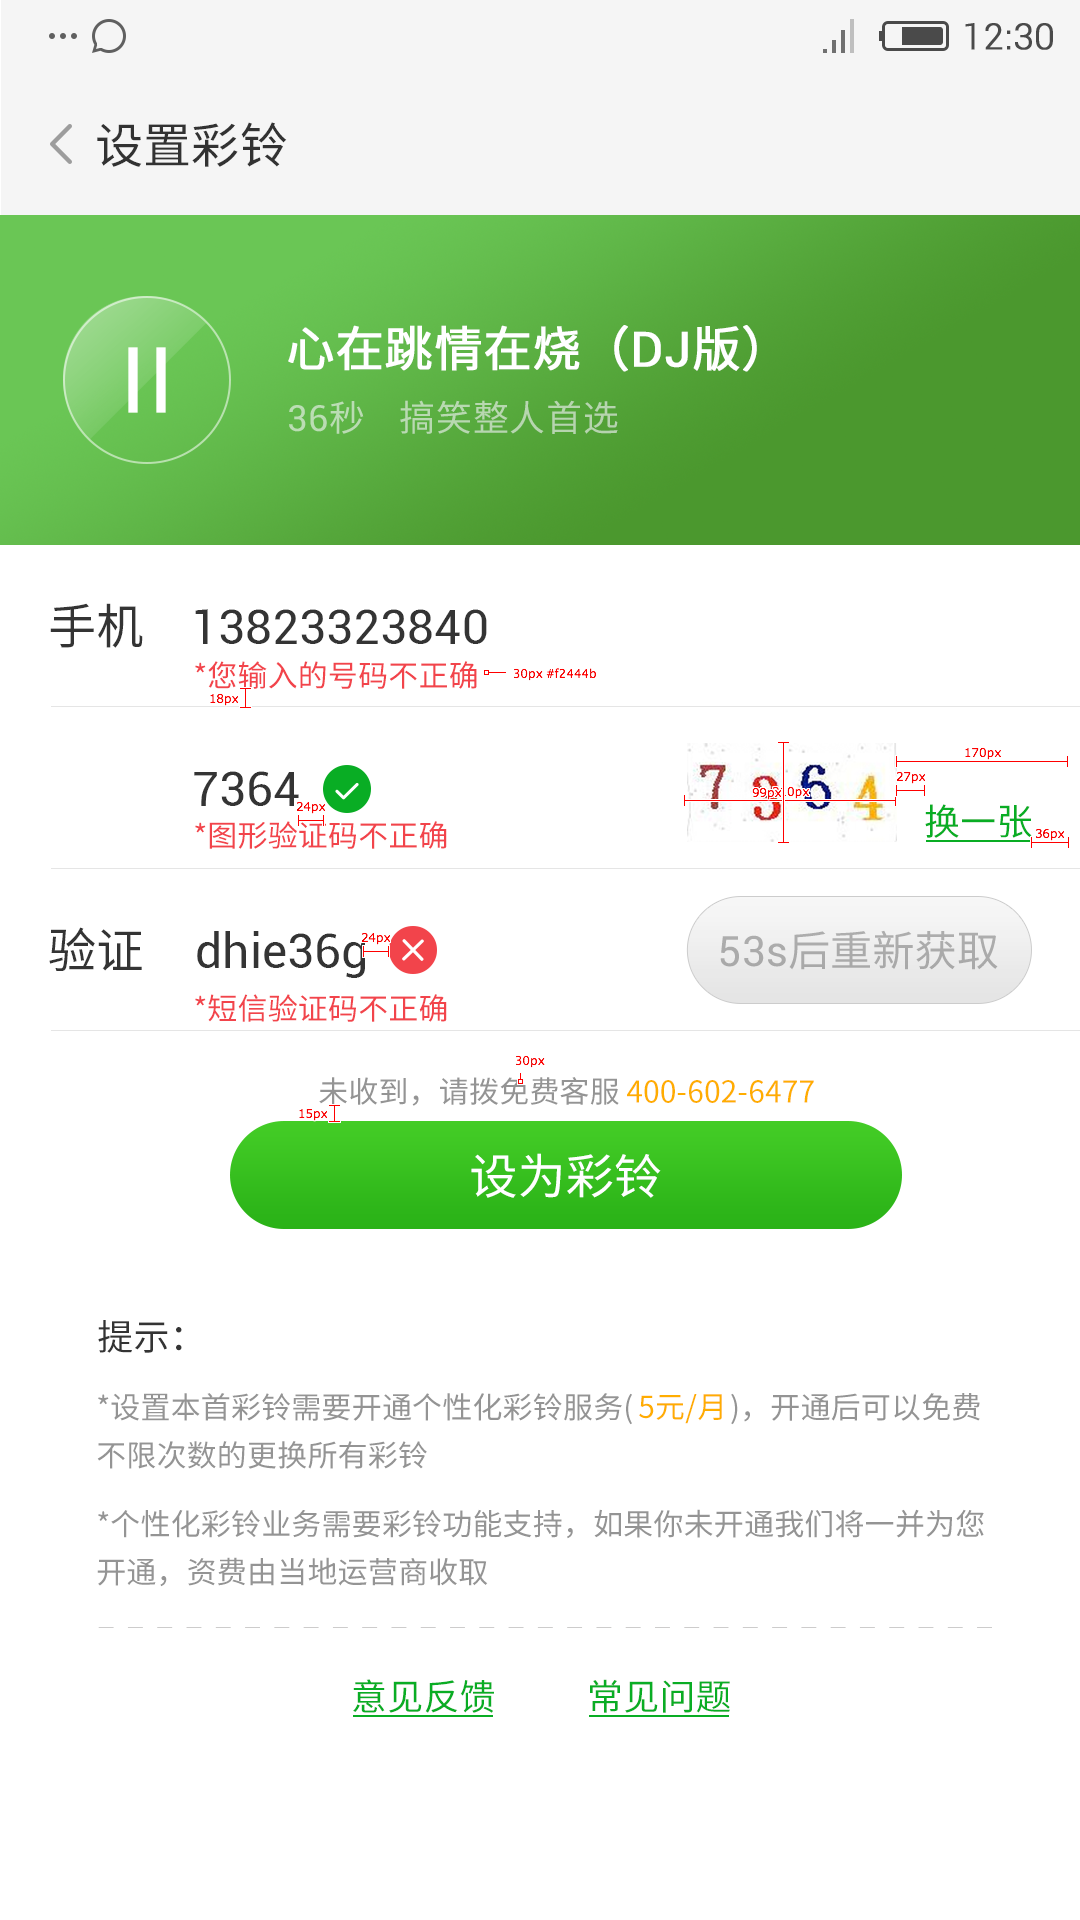 12:30
设置彩铃
心在跳情在烧（DJ版）
36秒 搞笑整人首选
手机 13823323840
*您输入的号码不正确 30px #f2444b
18px
170px
27px
7364
7364
24px
99px
0px
换一张
36px
*图形验证码不正确
验证 dhie36g 24px 53s后重新获取
*短信验证码不正确
30px
未收到，请拨免费客服 400-602-6477
15px
设为彩铃
提示：
*设置本首彩铃需要开通个性化彩铃服务(5元/月)，开通后可以免费
不限次数的更换所有彩铃
*个性化彩铃业务需要彩铃功能支持，如果你未开通我们将一并为您
开通，资费由当地运营商收取
意见反馈 常见问题